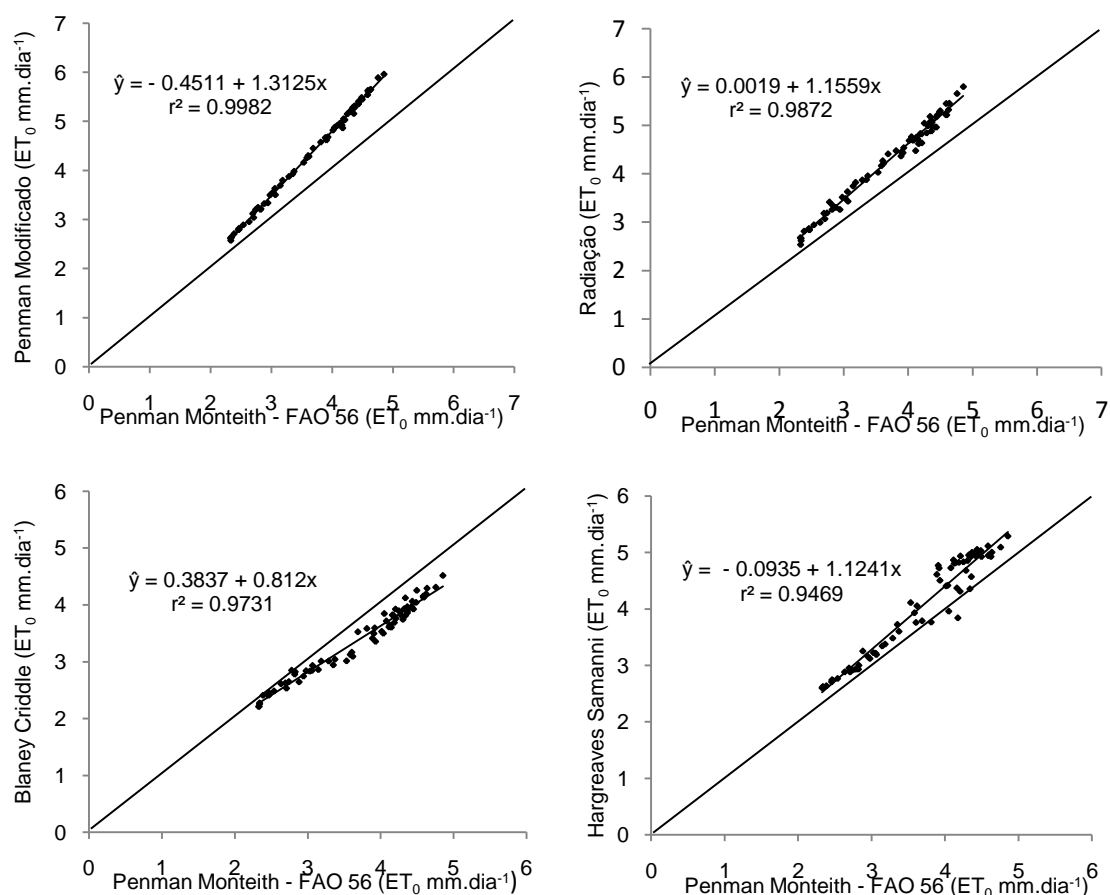 7
6
5
4
3
2
1
0
Penman Modificado (ET₀ mm.dia⁻¹)
ŷ = - 0.4511 + 1.3125x
r² = 0.9982
0 1 2 3 4 5 6 7
Penman Monteith - FAO 56 (ET₀ mm.dia⁻¹)
7
6
5
4
3
2
1
0
Radiação (ET₀ mm.dia⁻¹)
ŷ = 0.0019 + 1.1559x
r² = 0.9872
0 1 2 3 4 5 6 7
Penman Monteith - FAO 56 (ET₀ mm.dia⁻¹)
6
5
4
3
2
1
0
Blaney Criddle (ET₀ mm.dia⁻¹)
ŷ = 0.3837 + 0.812x
r² = 0.9731
0 1 2 3 4 5 6
Penman Monteith - FAO 56 (ET₀ mm.dia⁻¹)
6
5
4
3
2
1
0
Hargreaves Samanni (ET₀ mm.dia⁻¹)
ŷ = - 0.0935 + 1.1241x
r² = 0.9469
0 1 2 3 4 5 6
Penman Monteith - FAO 56 (ET₀ mm.dia⁻¹)